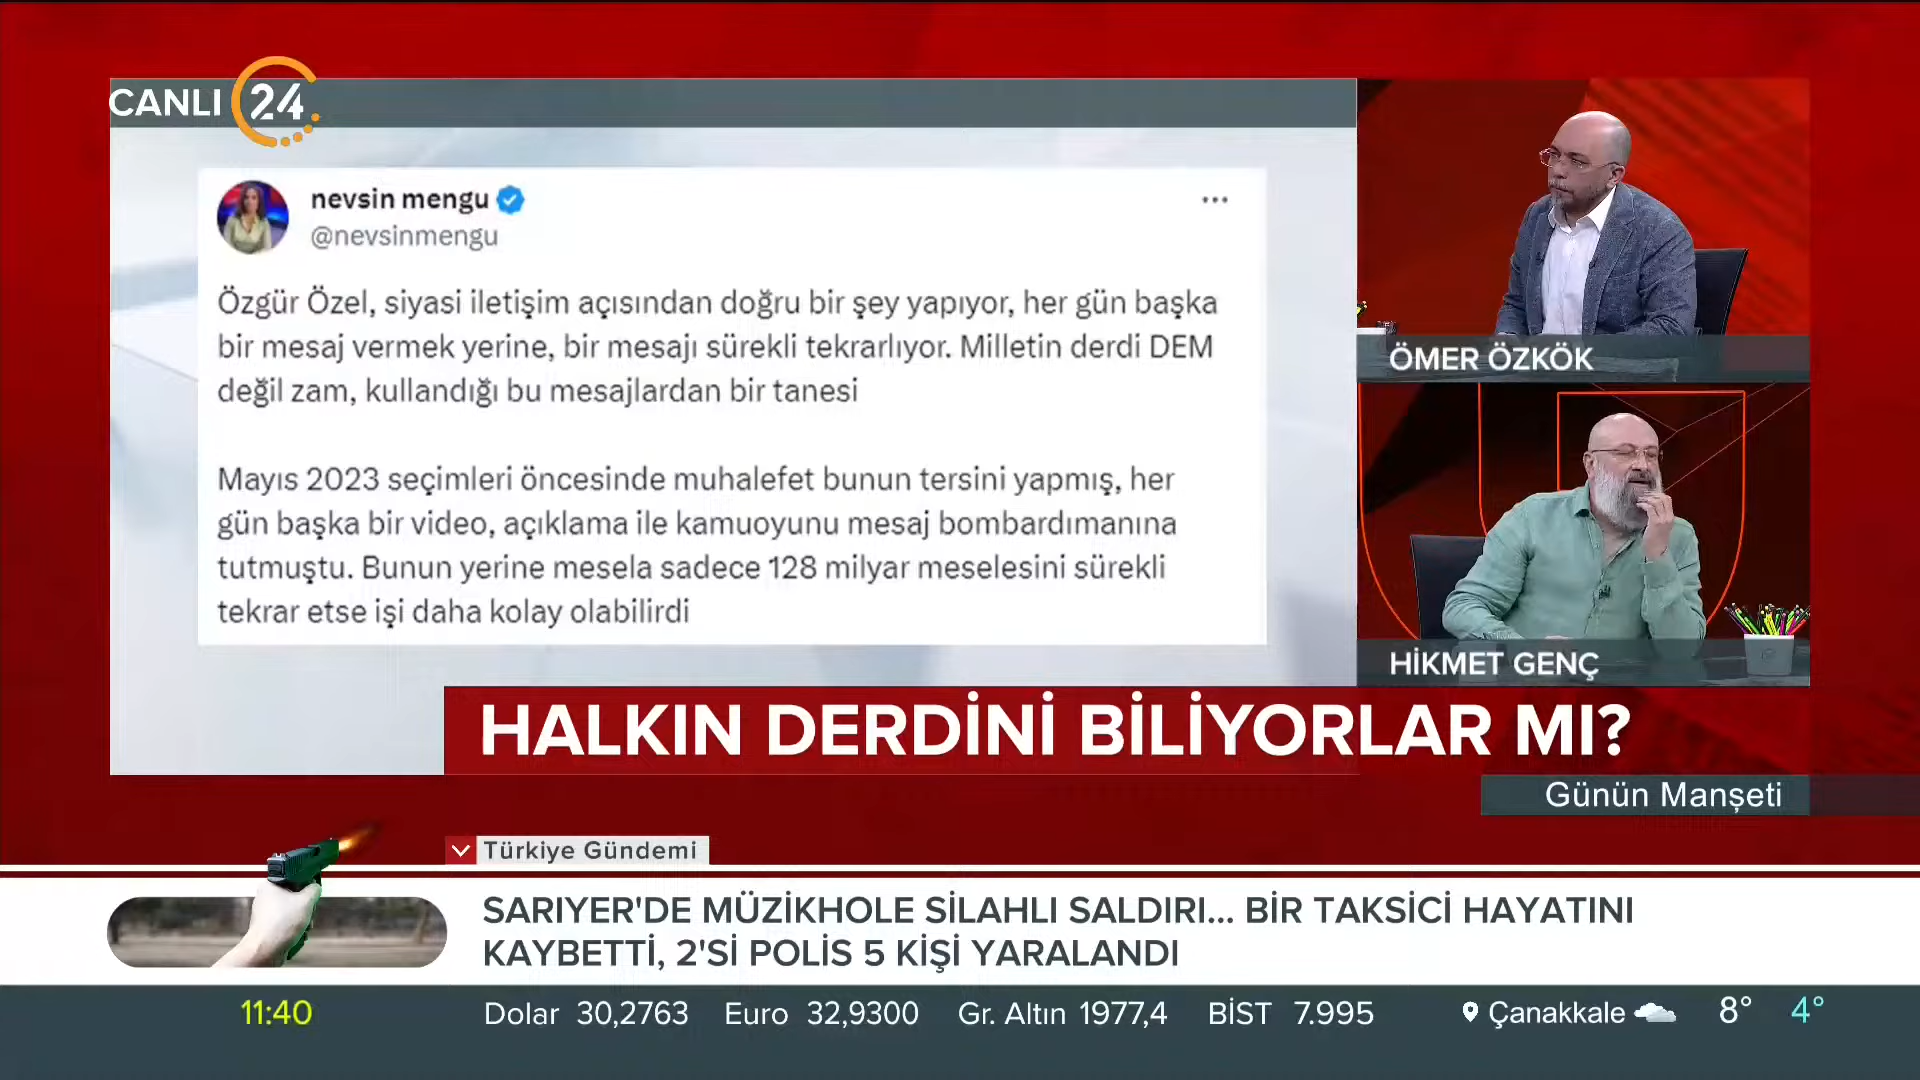 CANLI 24
nevsin mengu
@nevsinmengu
Özgür Özel, siyasi iletişim açısından doğru bir şey yapıyor, her gün başka
bir mesaj vermek yerine, bir mesajı sürekli tekrarlıyor. Milletin derdi DEM
değil zam, kullandığı bu mesajlardan bir tanesi
Mayıs 2023 seçimleri öncesinde muhalefet bunun tersini yapmış, her
gün başka bir video, açıklama ile kamuoyunu mesaj bombardımanına
tutmuştu. Bunun yerine mesela sadece 128 milyar meselesini sürekli
tekrar etse işi daha kolay olabilirdi
ÖMER ÖZKÖK
HİKMET GENÇ
HALKIN DERDİNİ BİLİYORLAR MI?
Günün Manşeti
Türkiye Gündemi
SARIYER'DE MÜZİKHOLE SİLAHLI SALDIRI... BİR TAKSİCİ HAYATINI
KAYBETTİ, 2'Sİ POLİS 5 KİŞİ YARALANDI
11:40 Dolar 30,2763 Euro 32,9300 Gr. Altın 1977,4 BİST 7.995 Çanakkale 8° 4°